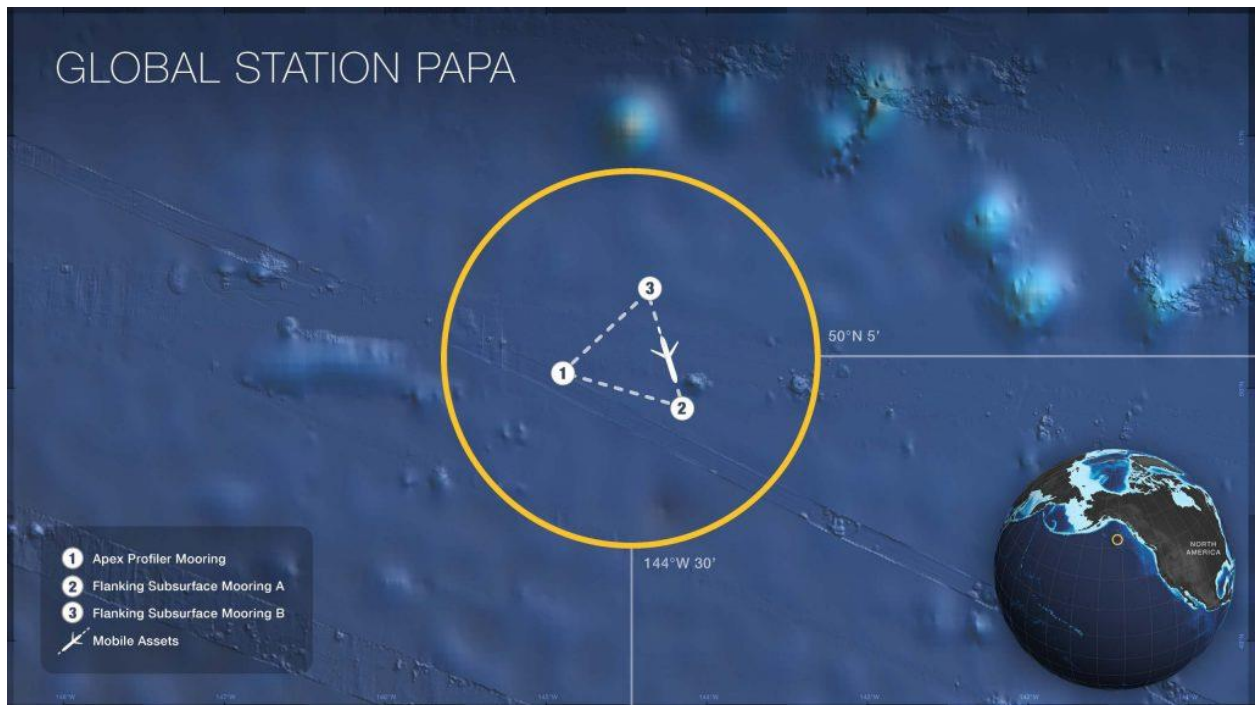 GLOBAL STATION PAPA
3
50°N 5'
1
2
144°W 30'
NORTH
AMERICA
1 Apex Profiler Mooring
2 Flanking Subsurface Mooring A
3 Flanking Subsurface Mooring B
Mobile Assets